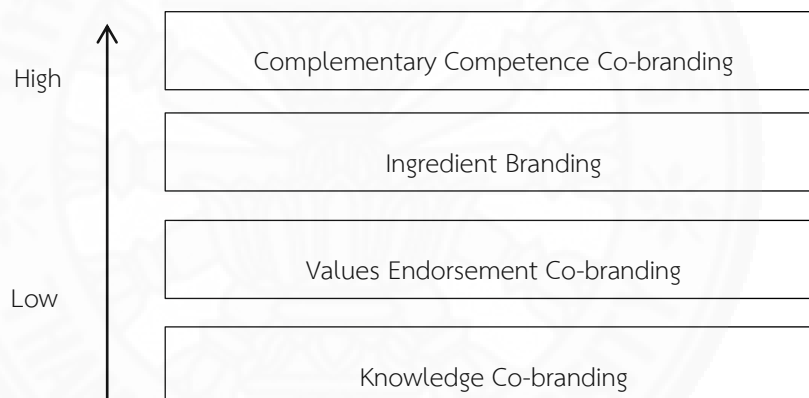 Complementary Competence Co-branding
High
Ingredient Branding
Values Endorsement Co-branding
Low
Knowledge Co-branding